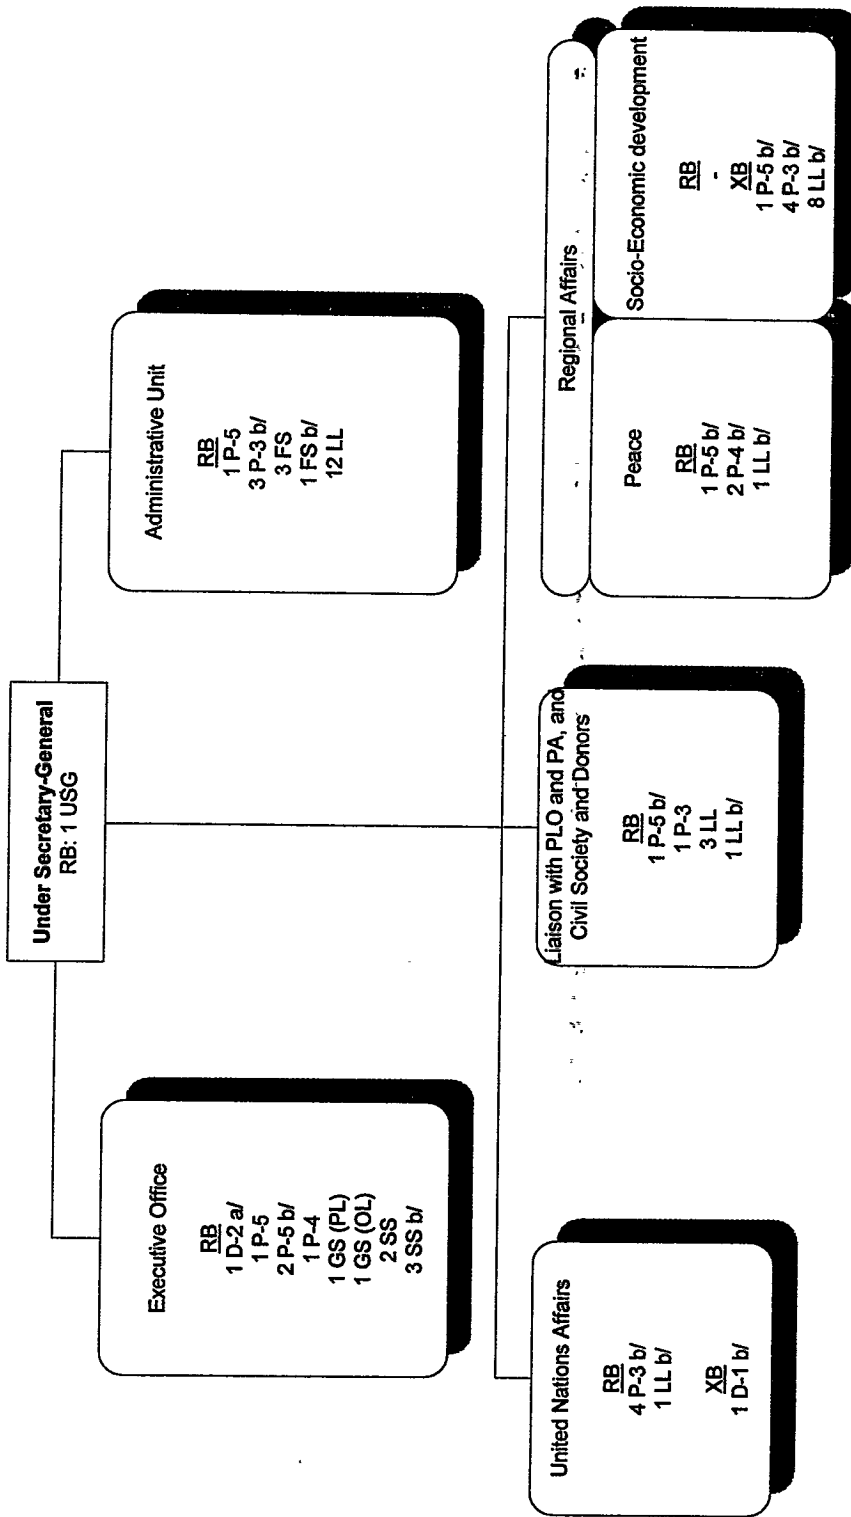 Under Secretary-General
RB: 1 USG
Executive Office
RB
1 D-2 a/
1 P-5
2 P-5 b/
1 P-4
1 GS (PL)
1 GS (OL)
2 SS
3 SS b/
Administrative Unit
RB
1 P-5
3 P-3 b/
3 FS
1 FS b/
12 LL
United Nations Affairs
RB
4 P-3 b/
1 LL b/
XB
1 D-1 b/
Liaison with PLO and PA, and
Civil Society and Donors
RB
1 P-5 b/
1 P-3
3 LL
1 LL b/
Regional Affairs
Peace
RB
1 P-5 b/
2 P-4 b/
1 LL b/
Socio-Economic development
RB
-
XB
1 P-5 b/
4 P-3 b/
8 LL b/